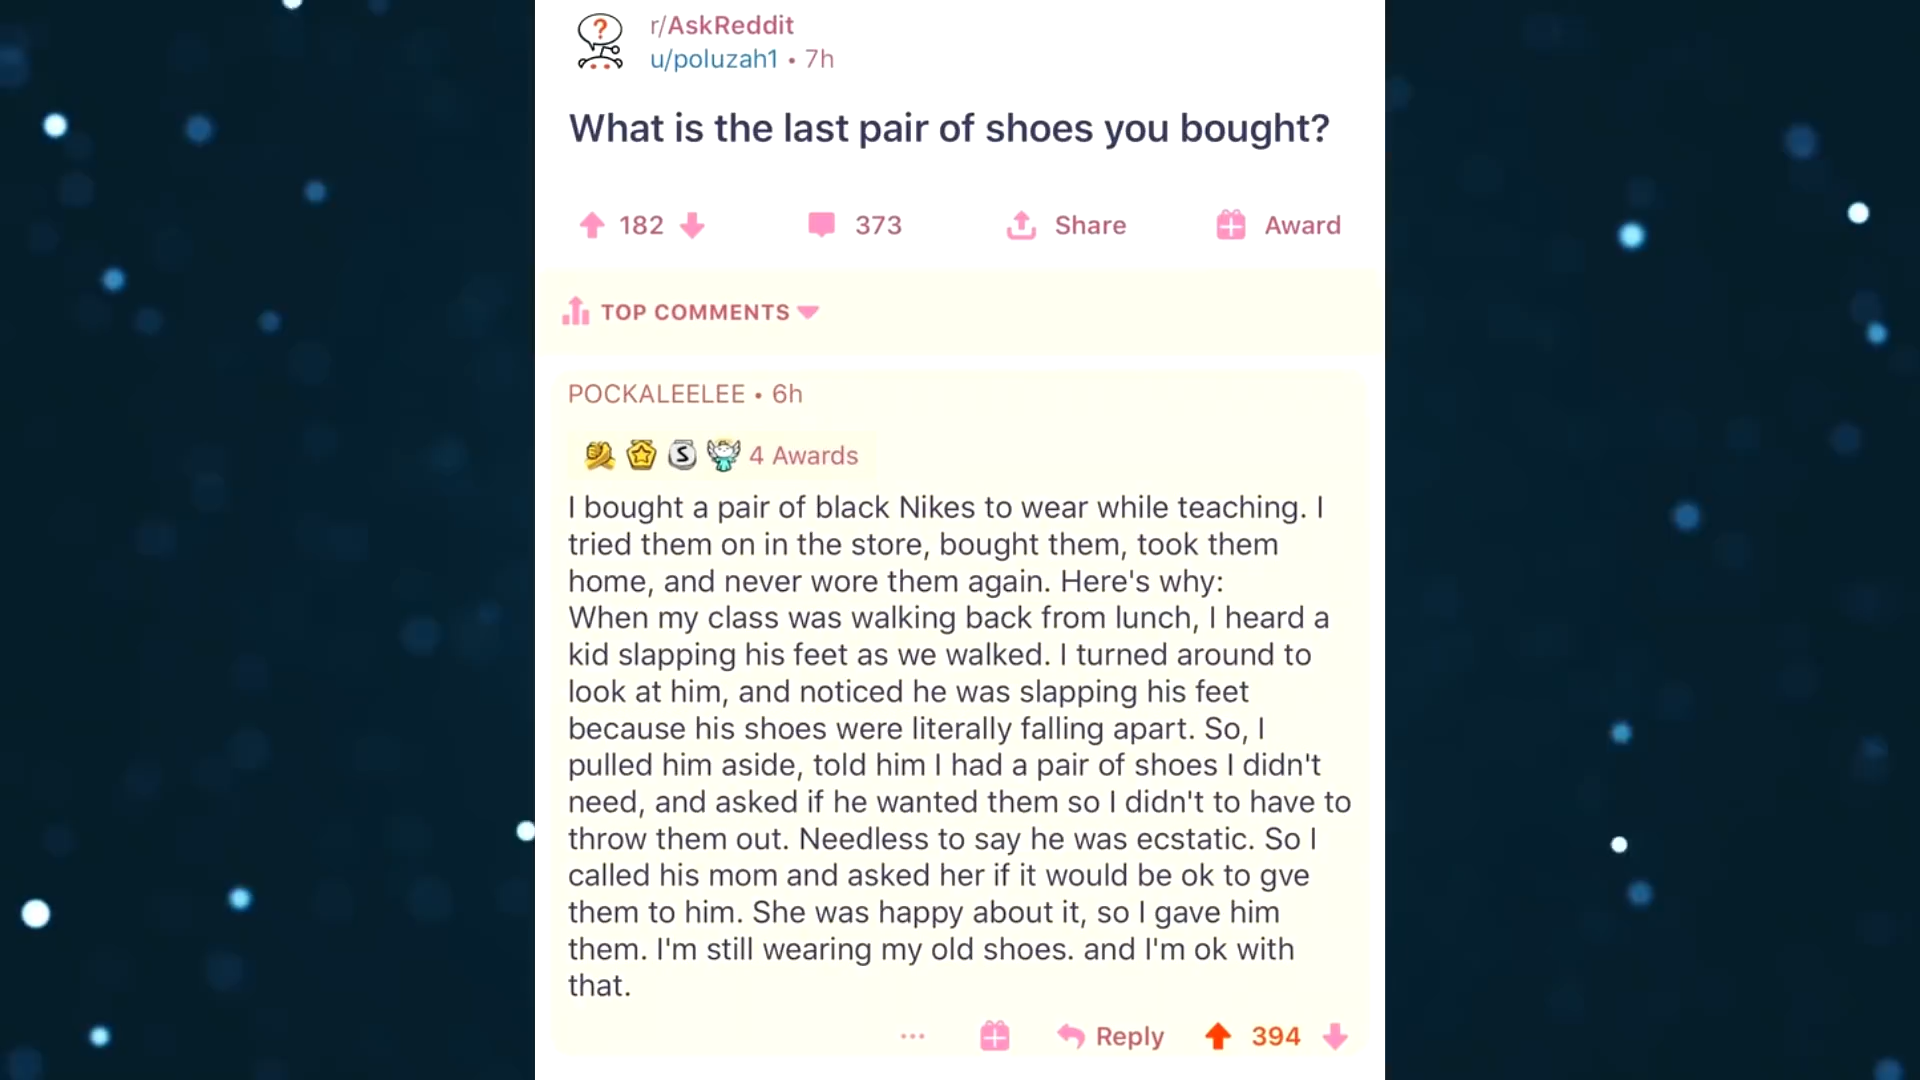 r/AskReddit
u/poluzah1 • 7h
What is the last pair of shoes you bought?
182 373 Share Award
TOP COMMENTS
POCKALEELEE • 6h
S 4 Awards
I bought a pair of black Nikes to wear while teaching. I
tried them on in the store, bought them, took them
home, and never wore them again. Here's why:
When my class was walking back from lunch, I heard a
kid slapping his feet as we walked. I turned around to
look at him, and noticed he was slapping his feet
because his shoes were literally falling apart. So, I
pulled him aside, told him I had a pair of shoes I didn't
need, and asked if he wanted them so I didn't to have to
throw them out. Needless to say he was ecstatic. So I
called his mom and asked her if it would be ok to gve
them to him. She was happy about it, so I gave him
them. I'm still wearing my old shoes. and I'm ok with
that.
... Reply 394